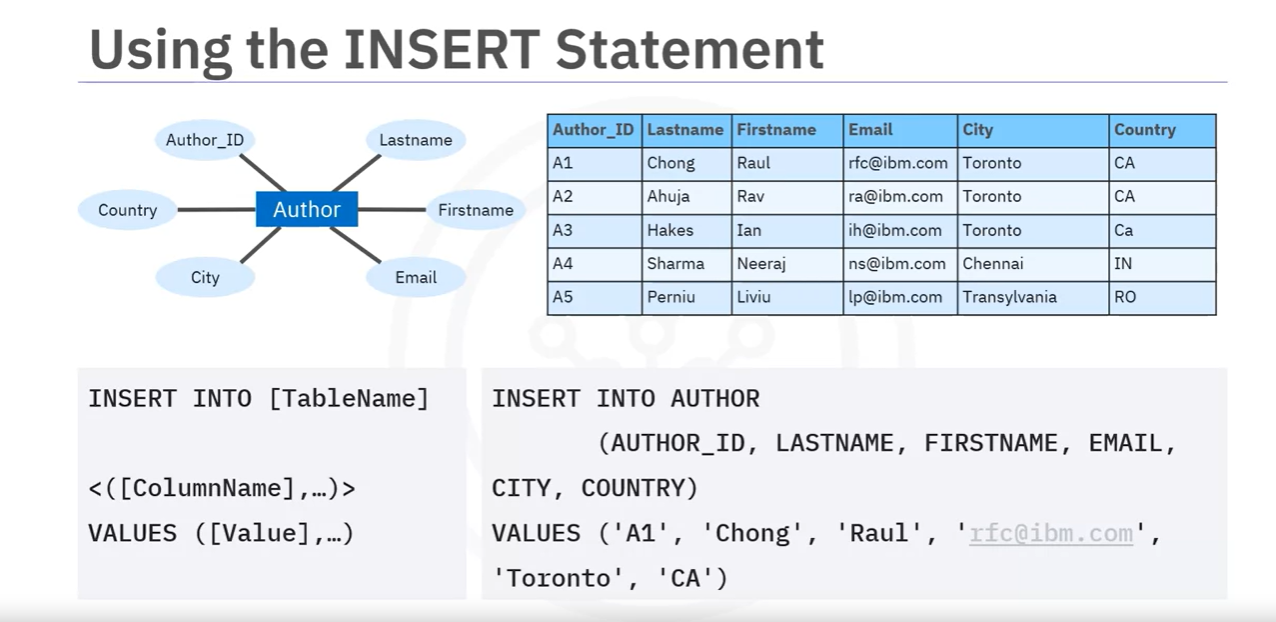 Using the INSERT Statement
Author_ID
Lastname
Country
Author
Firstname
City
Email
Author_ID Lastname Firstname Email City Country
A1 Chong Raul rfc@ibm.com Toronto CA
A2 Ahuja Rav ra@ibm.com Toronto CA
A3 Hakes Ian ih@ibm.com Toronto Ca
A4 Sharma Neeraj ns@ibm.com Chennai IN
A5 Perniu Liviu lp@ibm.com Transylvania RO
INSERT INTO [TableName]
<([ColumnName],…)>
VALUES ([Value],…)
INSERT INTO AUTHOR
(AUTHOR_ID, LASTNAME, FIRSTNAME, EMAIL,
CITY, COUNTRY)
VALUES ('A1', 'Chong', 'Raul', 'rfc@ibm.com',
'Toronto', 'CA')